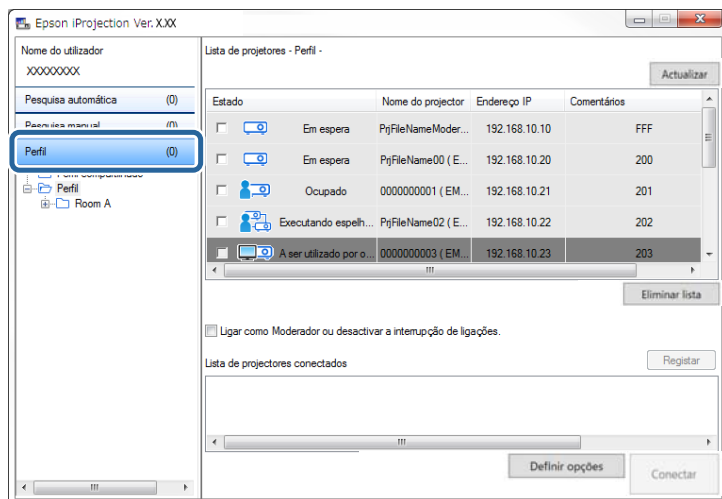 Epson iProjection Ver. X.XX
Nome do utilizador
XXXXXXXX
Pesquisa automática (0)
Pesquisa manual (0)
Perfil (0)
Perfil compartilhado
Perfil
Room A
Lista de projetores - Perfil -
Actualizar
Estado Nome do projector Endereço IP Comentários
Em espera PrjFileNameModer... 192.168.10.10 FFF
Em espera PrjFileName00 ( E... 192.168.10.20 200
Ocupado 0000000001 ( EM... 192.168.10.21 201
Executando espelh... PrjFileName02 ( E... 192.168.10.22 202
A ser utilizado por o... 0000000003 ( EM... 192.168.10.23 203
Eliminar lista
Ligar como Moderador ou desactivar a interrupção de ligações.
Lista de projectores conectados
Registar
Definir opções
Conectar